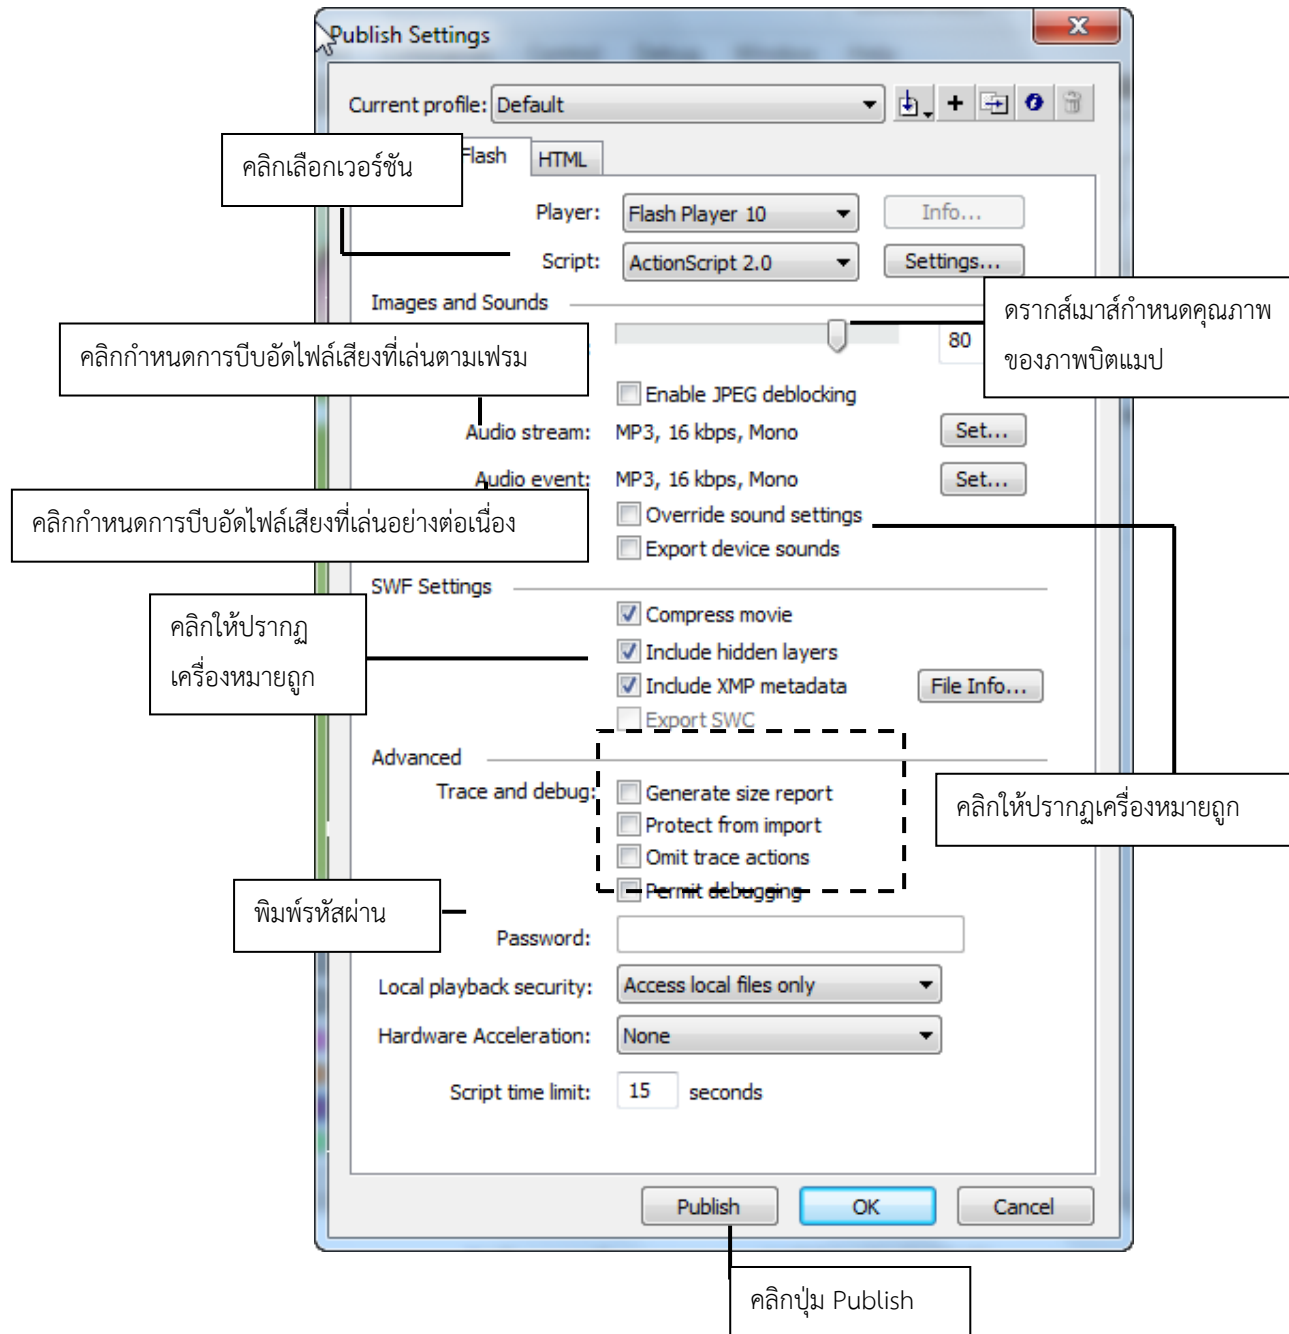 Publish Settings
Current profile: Default
คลิกเลือกเวอร์ชัน
Flash HTML
Player: Flash Player 10 Info...
Script: ActionScript 2.0 Settings...
Images and Sounds
ดรากส์เมาส์กำหนดคุณภาพ
ของภาพบิตแมป
คลิกกำหนดการบีบอัดไฟล์เสียงที่เล่นตามเฟรม
80
Enable JPEG deblocking
Audio stream: MP3, 16 kbps, Mono Set...
Audio event: MP3, 16 kbps, Mono Set...
คลิกกำหนดการบีบอัดไฟล์เสียงที่เล่นอย่างต่อเนื่อง
Override sound settings
Export device sounds
SWF Settings
คลิกให้ปรากฏ
เครื่องหมายถูก
Compress movie
Include hidden layers
Include XMP metadata File Info...
Export SWC
Advanced
Trace and debug: Generate size report
คลิกให้ปรากฏเครื่องหมายถูก
Protect from import
Omit trace actions
Permit debugging
พิมพ์รหัสผ่าน
Password:
Local playback security: Access local files only
Hardware Acceleration: None
Script time limit: 15 seconds
Publish OK Cancel
คลิกปุ่ม Publish